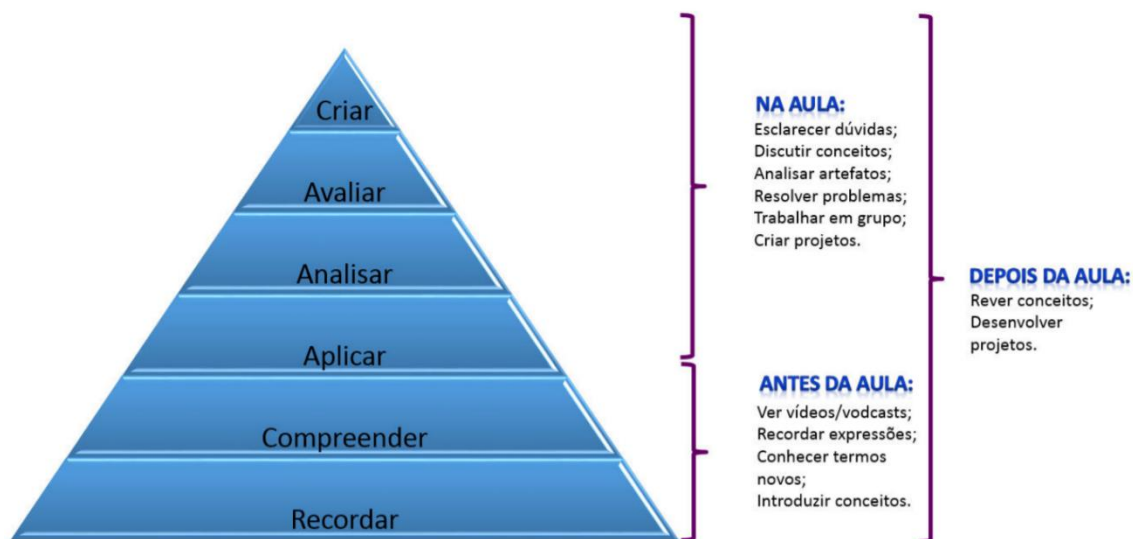 Criar
Avaliar
Analisar
Aplicar
Compreender
Recordar
NA AULA:
Esclarecer dúvidas;
Discutir conceitos;
Analisar artefatos;
Resolver problemas;
Trabalhar em grupo;
Criar projetos.
ANTES DA AULA:
Ver vídeos/vodcasts;
Recordar expressões;
Conhecer termos
novos;
Introduzir conceitos.
DEPOIS DA AULA:
Rever conceitos;
Desenvolver
projetos.